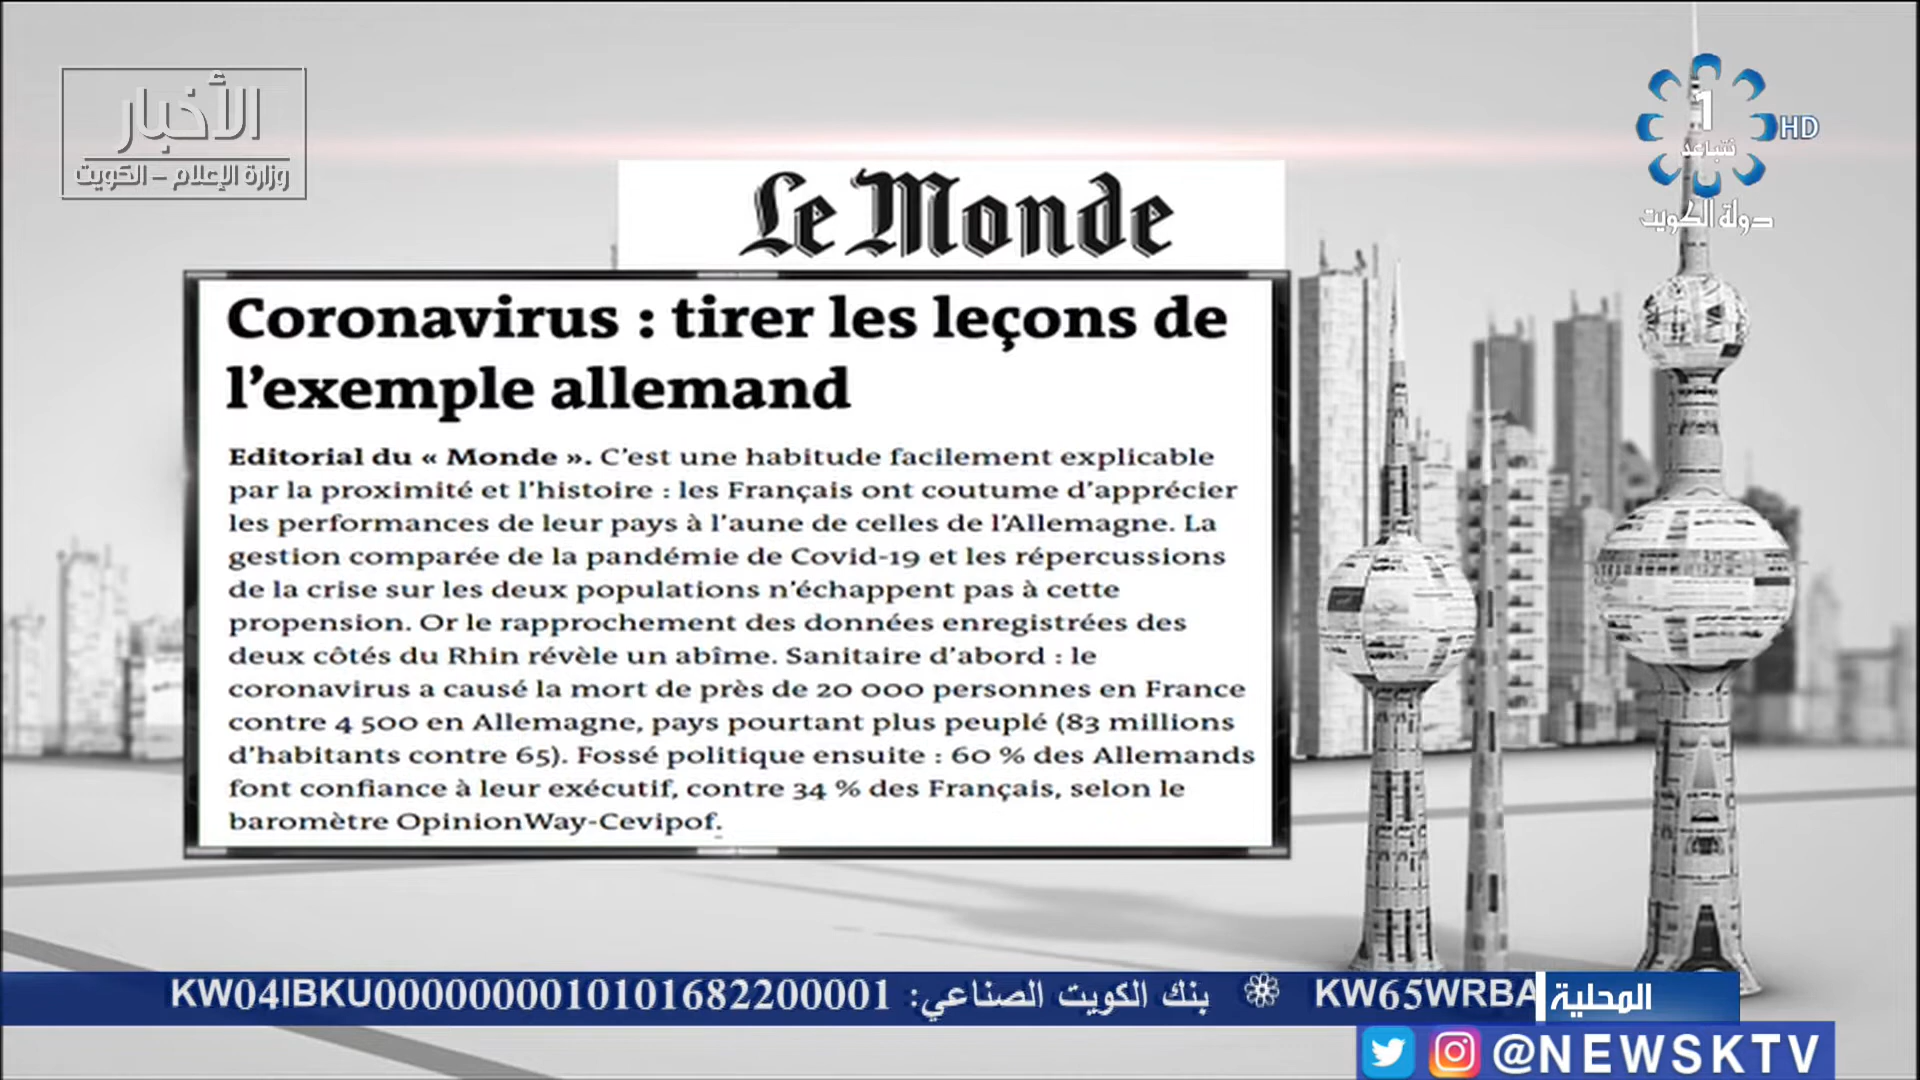 الأخبار
وزارة الإعلام – الكويت
1
نتباعد
HD
دولة الكويت
Le Monde
Coronavirus : tirer les leçons de
l’exemple allemand
Editorial du « Monde ». C’est une habitude facilement explicable
par la proximité et l’histoire : les Français ont coutume d’apprécier
les performances de leur pays à l’aune de celles de l’Allemagne. La
gestion comparée de la pandémie de Covid-19 et les répercussions
de la crise sur les deux populations n’échappent pas à cette
propension. Or le rapprochement des données enregistrées des
deux côtés du Rhin révèle un abîme. Sanitaire d’abord : le
coronavirus a causé la mort de près de 20 000 personnes en France
contre 4 500 en Allemagne, pays pourtant plus peuplé (83 millions
d’habitants contre 65). Fossé politique ensuite : 60 % des Allemands
font confiance à leur exécutif, contre 34 % des Français, selon le
baromètre OpinionWay-Cevipof.
المحلية
KW65WRBA
بنك الكويت الصناعي: KW04IBKU0000000010101682200001
@NEWSKTV